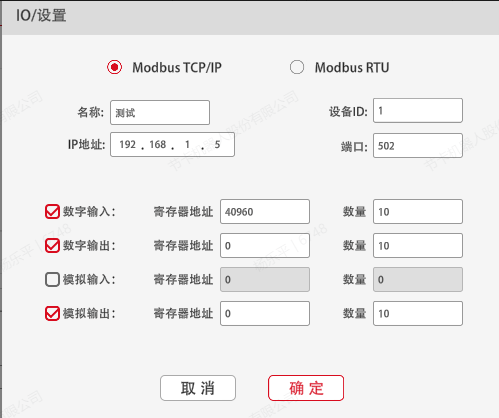 IO/设置
Modbus TCP/IP Modbus RTU
名称: 测试 设备ID: 1
IP地址: 192 . 168 . 1 . 5 端口: 502
数字输入: 寄存器地址 40960 数量 10
数字输出: 寄存器地址 0 数量 10
模拟输入: 寄存器地址 0 数量 0
模拟输出: 寄存器地址 0 数量 10
取消 确定